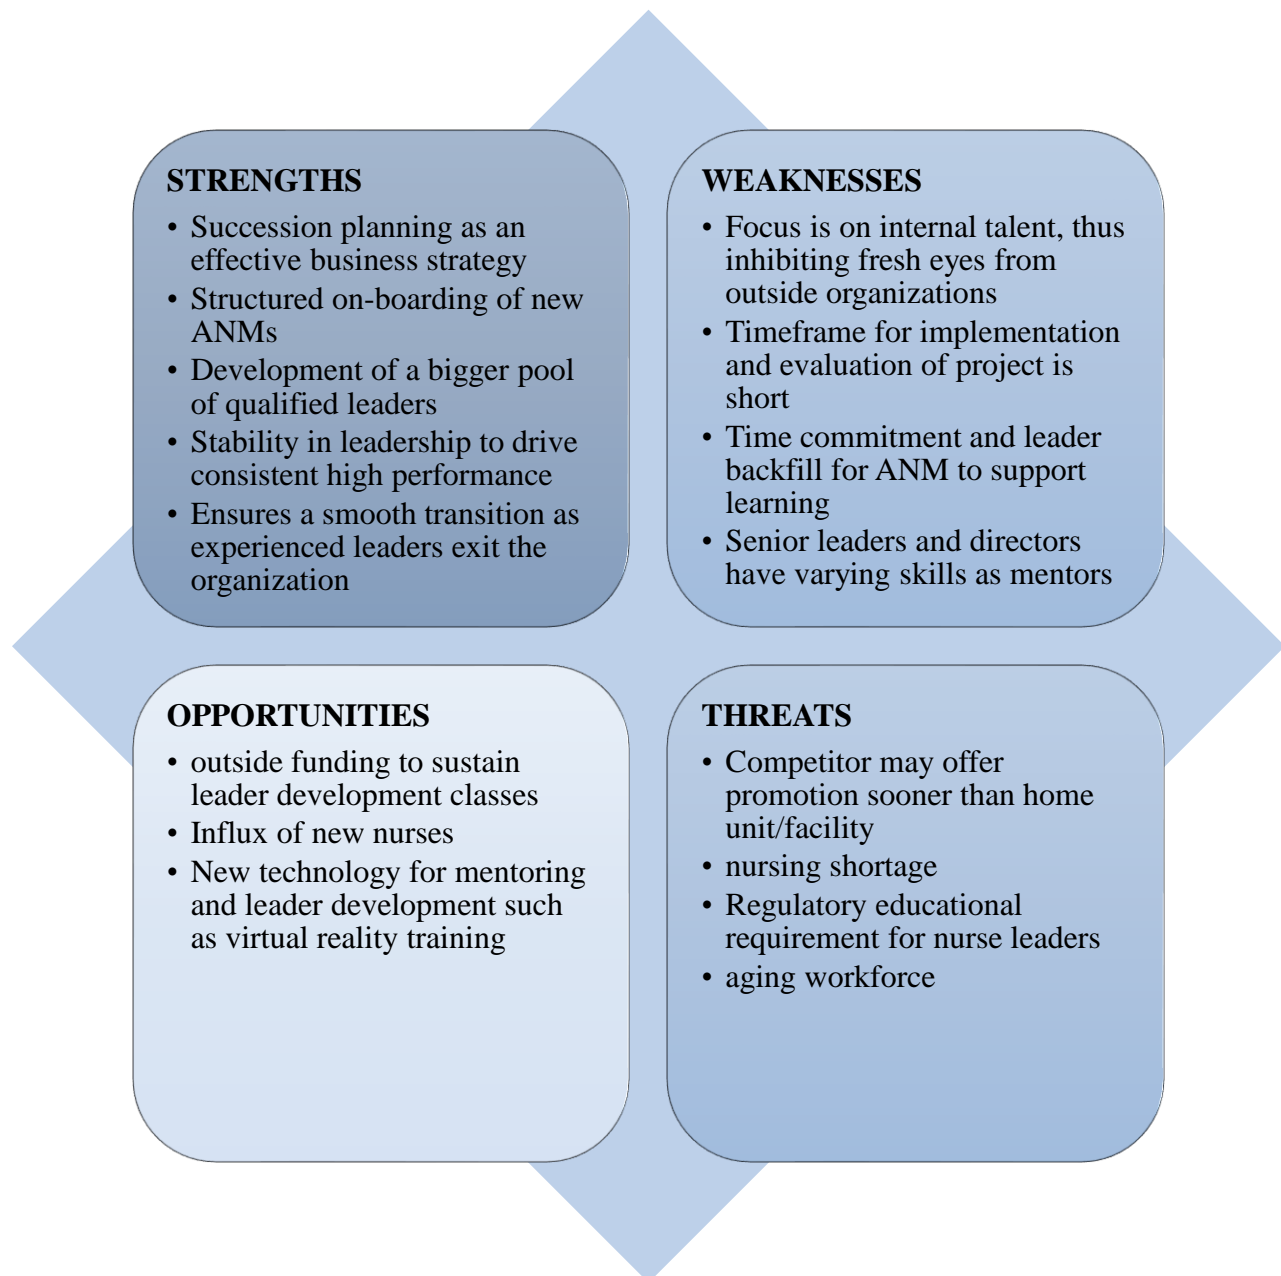 STRENGTHS
• Succession planning as an
effective business strategy
• Structured on-boarding of new
ANMs
• Development of a bigger pool
of qualified leaders
• Stability in leadership to drive
consistent high performance
• Ensures a smooth transition as
experienced leaders exit the
organization
WEAKNESSES
• Focus is on internal talent, thus
inhibiting fresh eyes from
outside organizations
• Timeframe for implementation
and evaluation of project is
short
• Time commitment and leader
backfill for ANM to support
learning
• Senior leaders and directors
have varying skills as mentors
OPPORTUNITIES
• outside funding to sustain
leader development classes
• Influx of new nurses
• New technology for mentoring
and leader development such
as virtual reality training
THREATS
• Competitor may offer
promotion sooner than home
unit/facility
• nursing shortage
• Regulatory educational
requirement for nurse leaders
• aging workforce